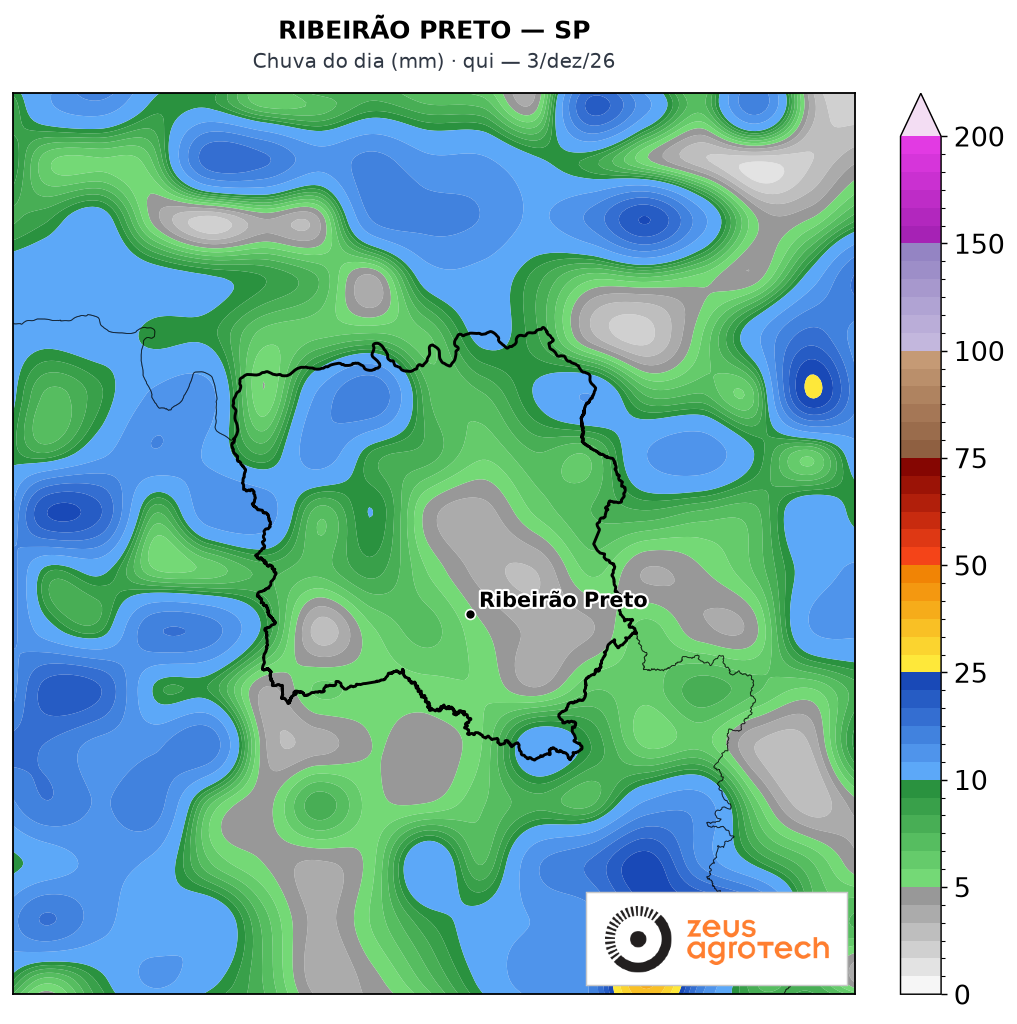 RIBEIRÃO PRETO — SP
Chuva do dia (mm) · qui — 3/dez/26
200
150
100
75
50
25
10
5
0
Ribeirão Preto
zeus
agrotech